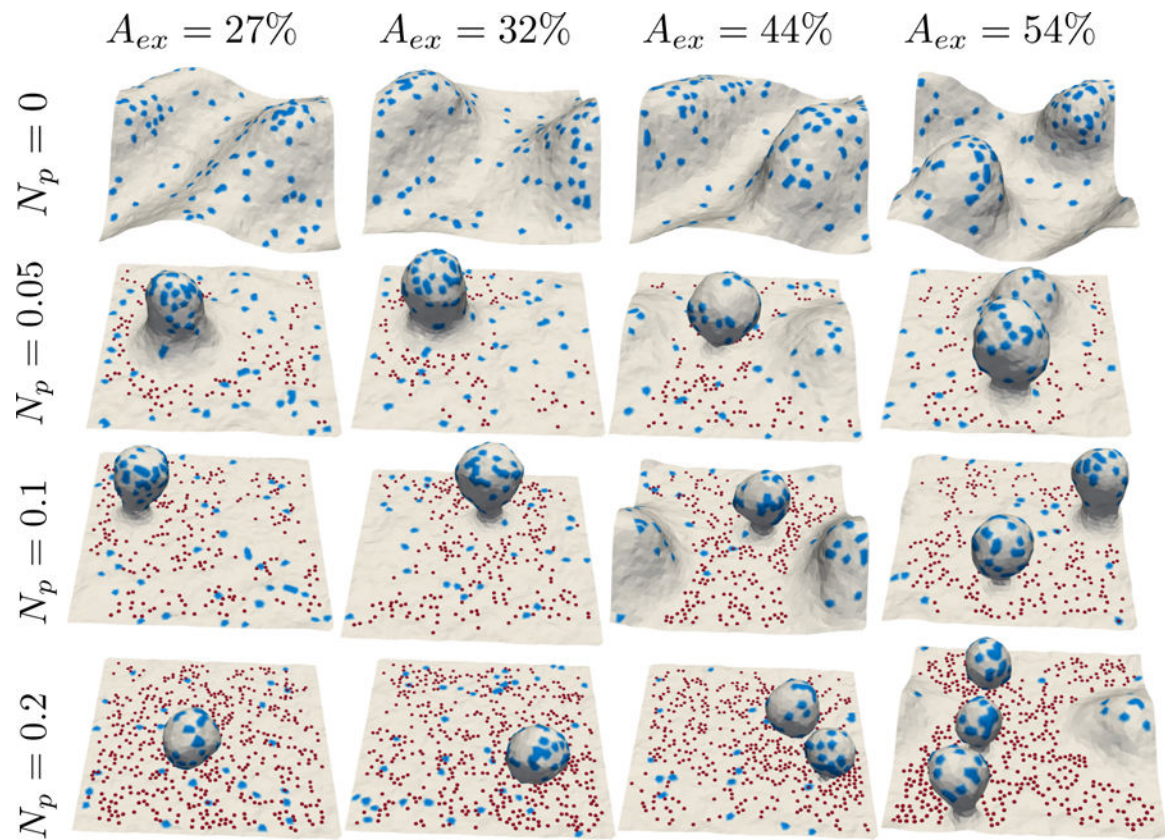 A_{ex} = 27%
A_{ex} = 32%
A_{ex} = 44%
A_{ex} = 54%
N_p = 0
N_p = 0.05
N_p = 0.1
N_p = 0.2